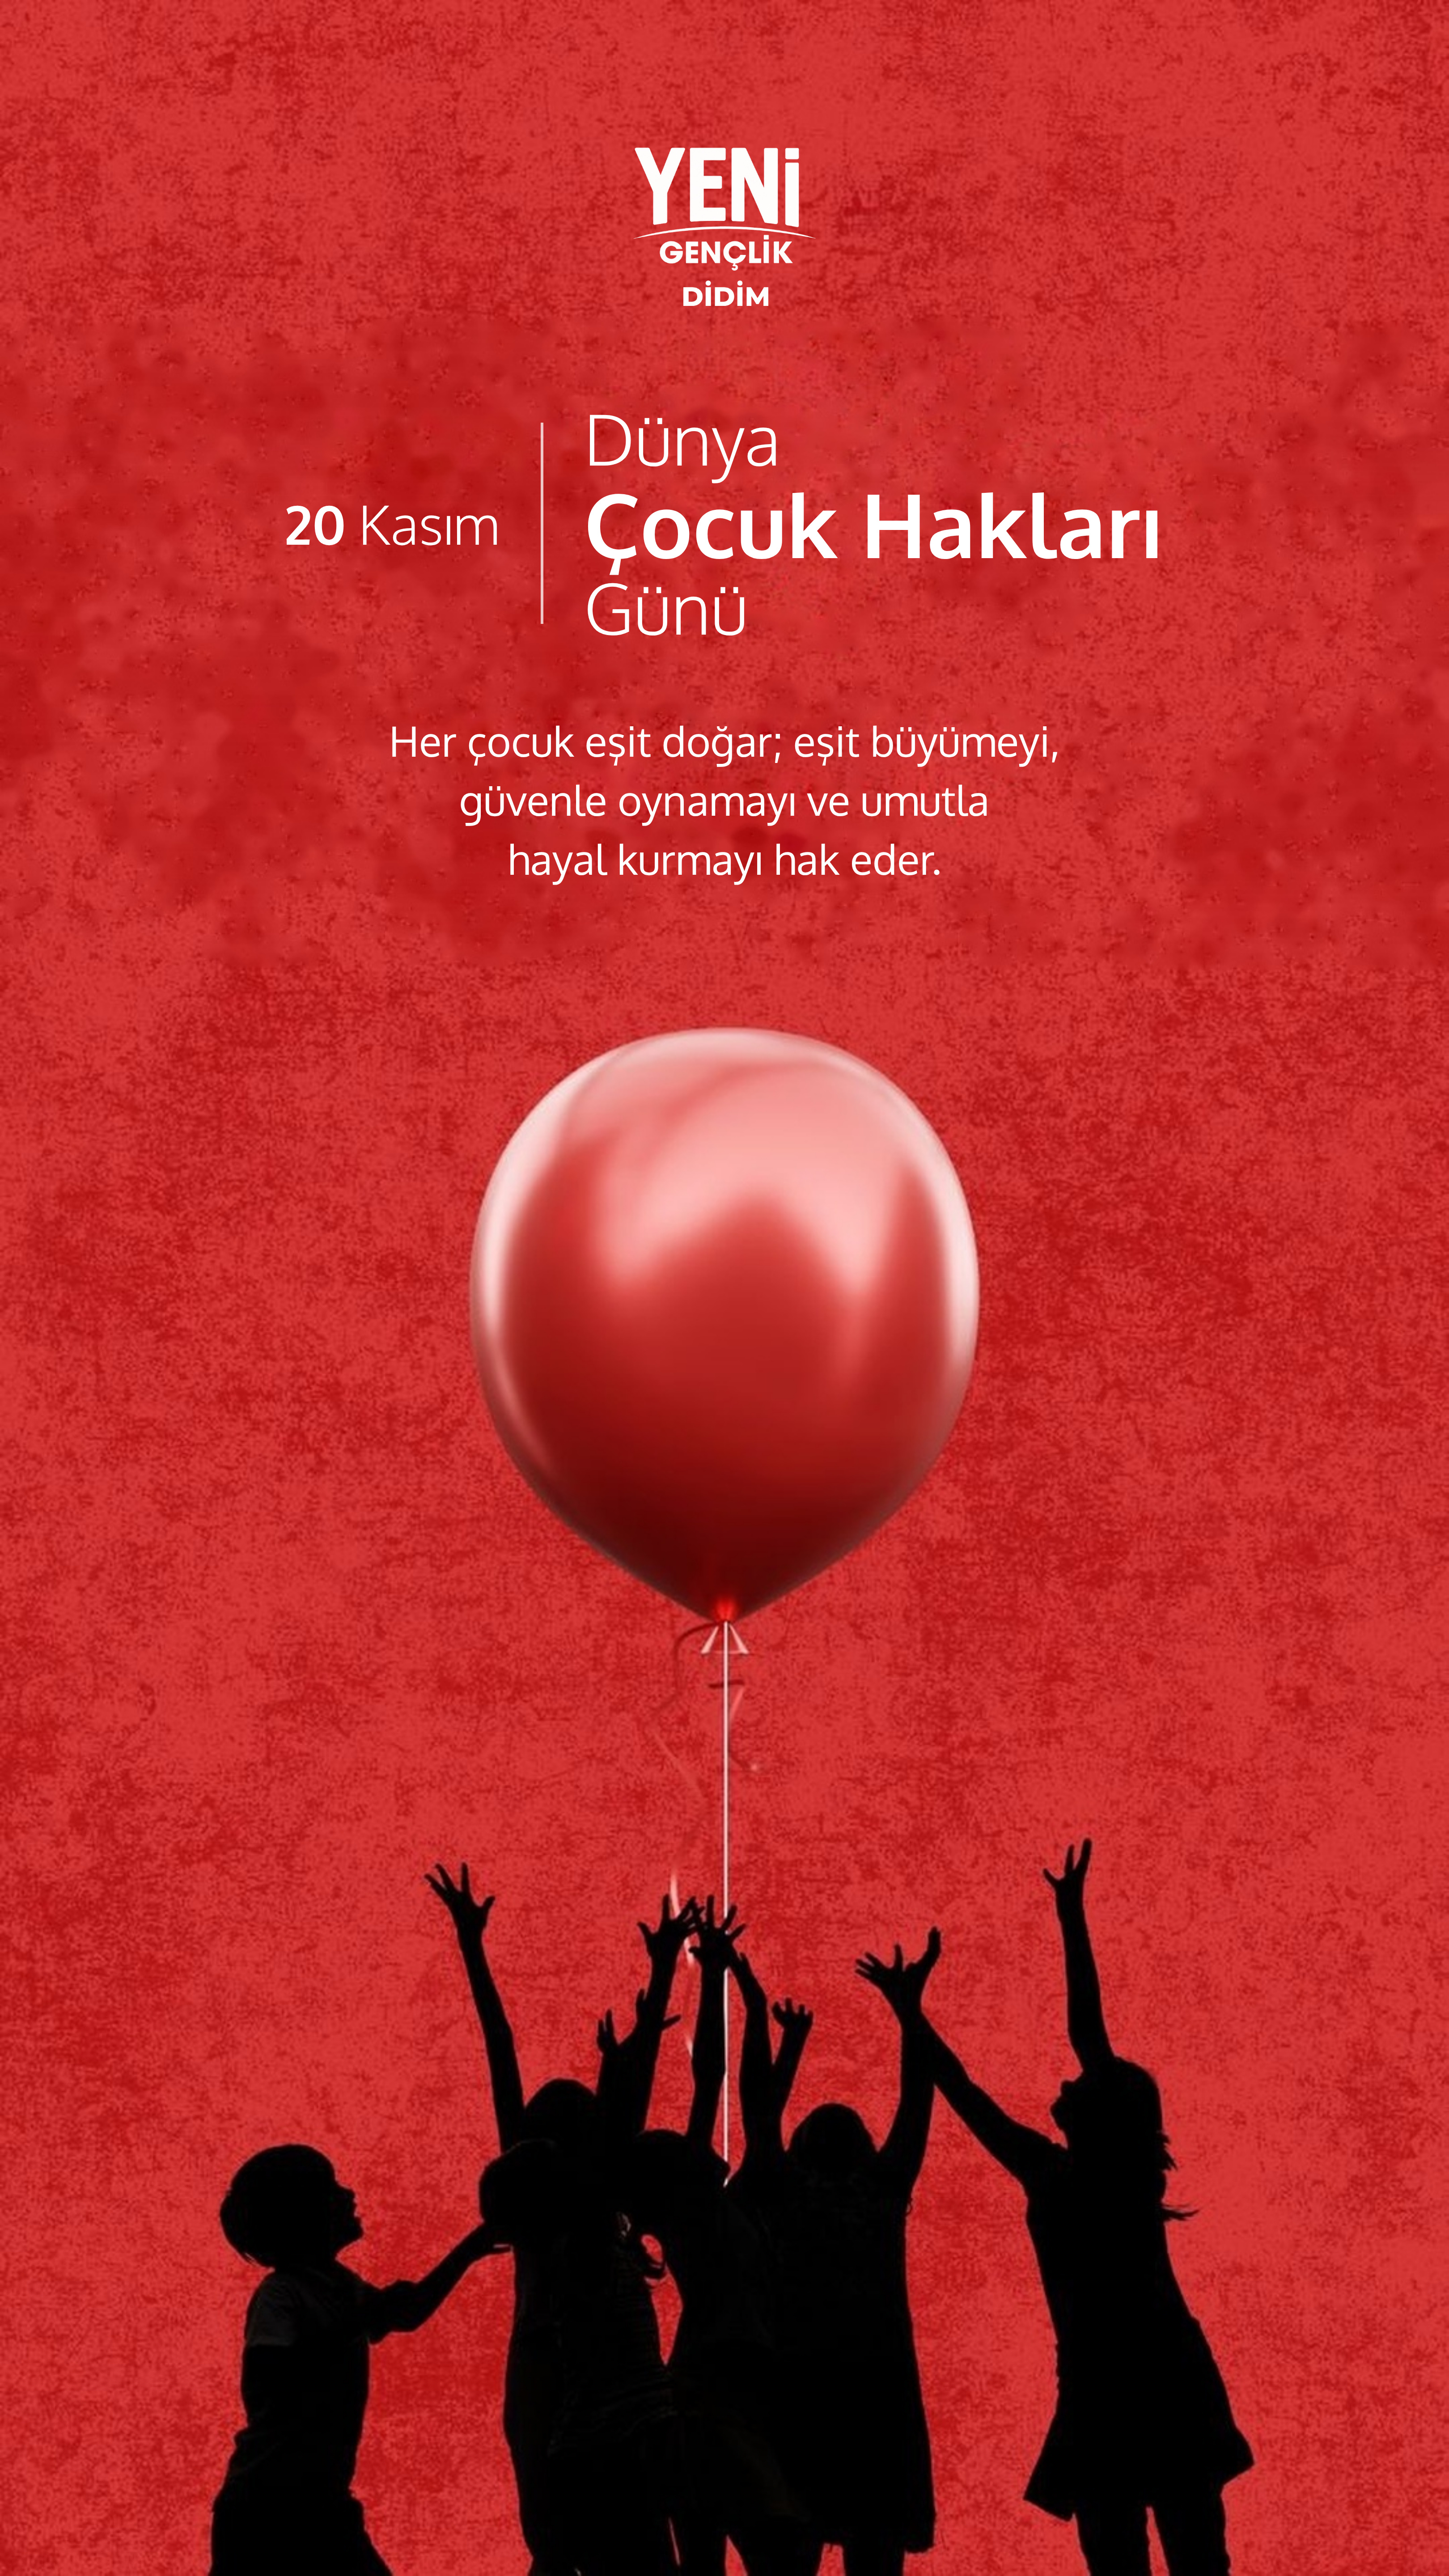 YENİ
GENÇLİK
DİDİM
20 Kasım
Dünya
Çocuk Hakları
Günü
Her çocuk eşit doğar; eşit büyümeyi,
güvenle oynamayı ve umutla
hayal kurmayı hak eder.